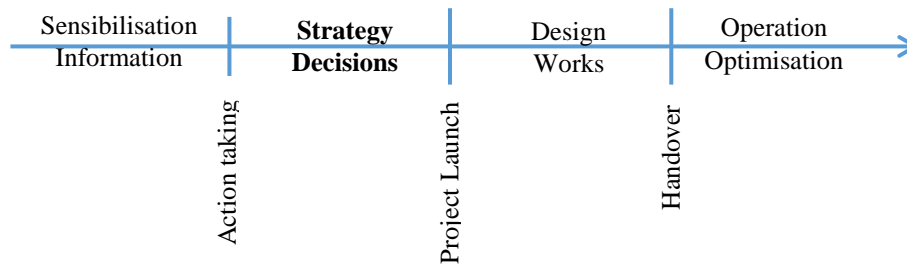 Sensibilisation
Information
Strategy
Decisions
Design
Works
Operation
Optimisation
Action taking
Project Launch
Handover